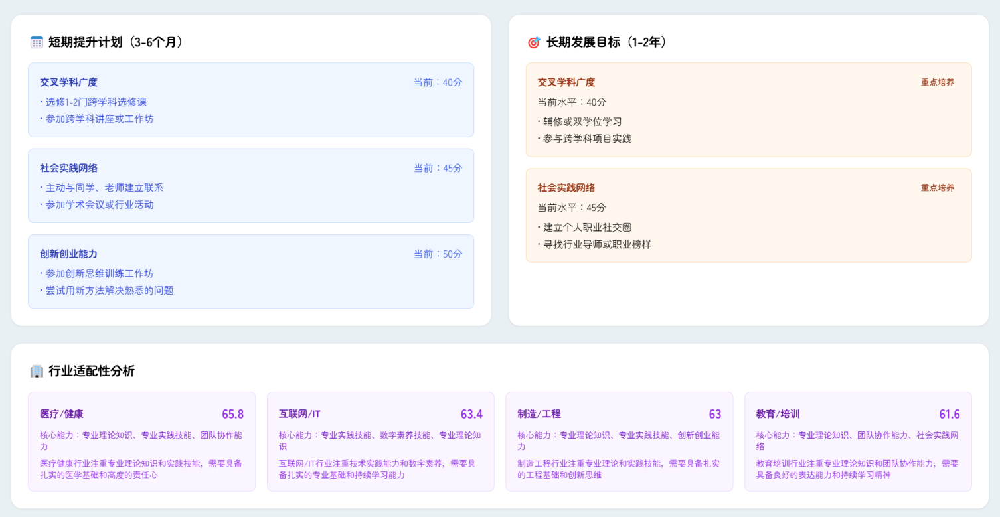 短期提升计划（3-6个月）
交叉学科广度 当前：40分
· 选修1-2门跨学科选修课
· 参加跨学科讲座或工作坊
社会实践网络 当前：45分
· 主动与同学、老师建立联系
· 参加学术会议或行业活动
创新创业能力 当前：50分
· 参加创新思维训练工作坊
· 尝试用新方法解决熟悉的问题
长期发展目标（1-2年）
交叉学科广度 重点培养
当前水平：40分
· 辅修或双学位学习
· 参与跨学科项目实践
社会实践网络 重点培养
当前水平：45分
· 建立个人职业社交圈
· 寻找行业导师或职业榜样
行业适配性分析
医疗/健康 65.8
核心能力：专业理论知识、专业实践技能、团队协作能
力
医疗健康行业注重专业理论知识和实践技能，需要具备
扎实的医学基础和高度的责任心
互联网/IT 63.4
核心能力：专业实践技能、数字素养技能、专业理论知
识
互联网/IT行业注重技术实践能力和数字素养，需要具
备扎实的专业基础和持续学习能力
制造/工程 63
核心能力：专业理论知识、专业实践技能、创新创业能
力
制造工程行业注重专业理论和实践技能，需要具备扎实
的工程基础和创新思维
教育/培训 61.6
核心能力：专业理论知识、团队协作能力、社会实践网
络
教育培训行业注重专业理论知识和团队协作能力，需要
具备良好的表达能力和持续学习精神